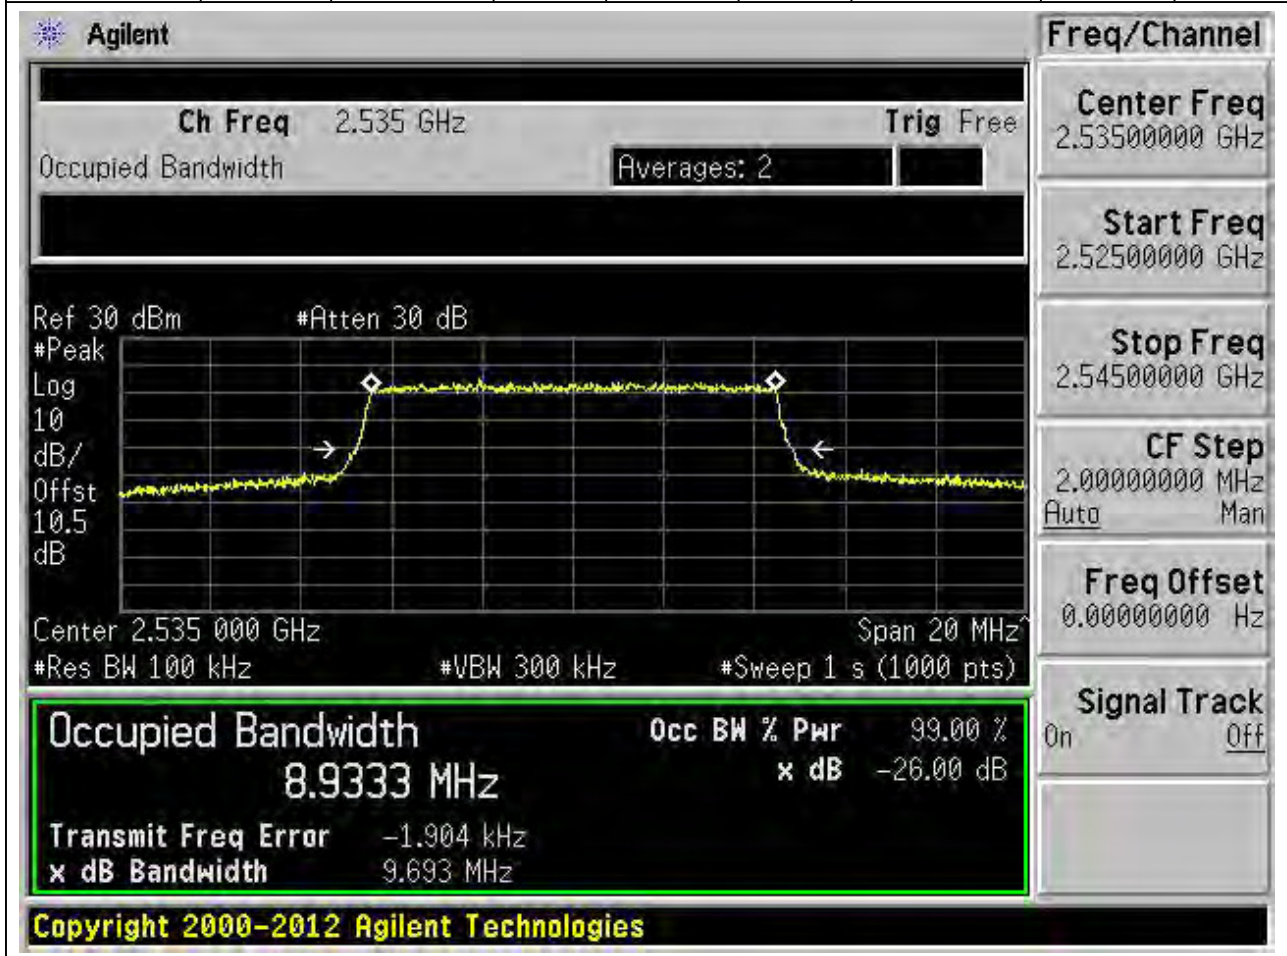 Agilent
Freq/Channel
Ch Freq 2.535 GHz Trig Free
Occupied Bandwidth Averages: 2
Center Freq
2.53500000 GHz
Start Freq
2.52500000 GHz
Stop Freq
2.54500000 GHz
CF Step
2.00000000 MHz
Auto Man
Freq Offset
0.00000000 Hz
Signal Track
On Off
Ref 30 dBm #Atten 30 dB
#Peak
Log
10
dB/
Offst
10.5
dB
Center 2.535 000 GHz Span 20 MHz^
#Res BW 100 kHz #VBW 300 kHz #Sweep 1 s (1000 pts)
Occupied Bandwidth Occ BW % Pwr 99.00 %
8.9333 MHz x dB -26.00 dB
Transmit Freq Error -1.904 kHz
x dB Bandwidth 9.693 MHz
Copyright 2000-2012 Agilent Technologies